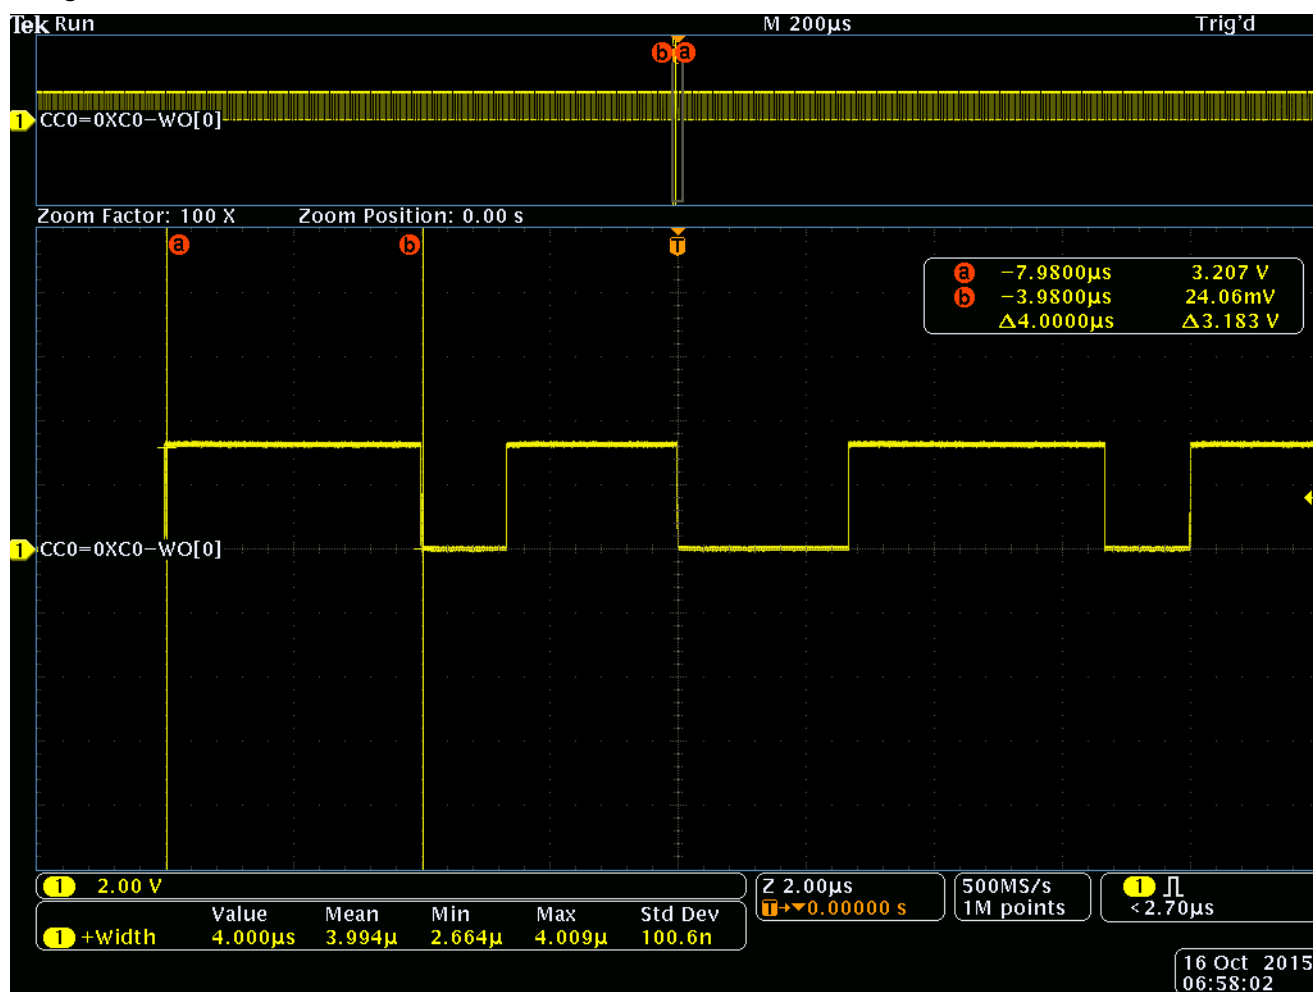 Tek Run M 200µs Trig'd
b a
1 CC0=0XC0-WO[0]
Zoom Factor: 100 X Zoom Position: 0.00 s
a b T
a -7.9800µs 3.207 V
b -3.9800µs 24.06mV
Δ4.0000µs Δ3.183 V
1 CC0=0XC0-WO[0]
1 2.00 V
Z 2.00µs
T→▼0.00000 s
500MS/s
1M points
1
<2.70µs
Value Mean Min Max Std Dev
1 +Width 4.000µs 3.994µ 2.664µ 4.009µ 100.6n
16 Oct 2015
06:58:02